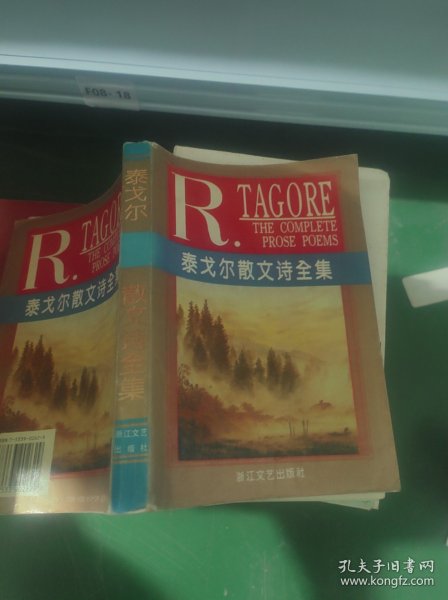 F08-18
R. TAGORE
THE COMPLETE
PROSE POEMS
泰戈尔散文诗全集
浙江文艺出版社
泰戈尔
散文诗全集
浙江文艺
出版社
R. TAGORE
泰戈尔散文诗全
孔夫子旧书网
www.kongfz.com